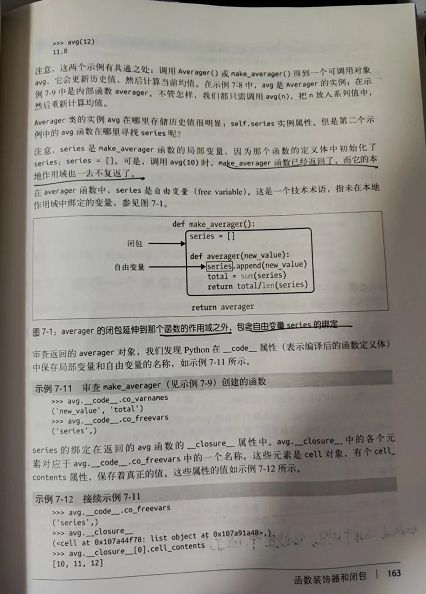 >>> avg(12)
11.0
注意，这两个示例有共通之处：调用 Averager() 或 make_averager() 得到一个可调用对象
avg，它会更新历史值，然后计算当前均值。在示例 7-8 中，avg 是 Averager 的实例；在示
例 7-9 中是内部函数 averager。不管怎样，我们都只需调用 avg(n)，把 n 放入系列值中，
然后重新计算均值。
Averager 类的实例 avg 在哪里存储历史值很明显：self.series 实例属性。但是第二个示
例中的 avg 函数在哪里寻找 series 呢？
注意，series 是 make_averager 函数的局部变量，因为那个函数的定义体中初始化了
series：series = []。可是，调用 avg(10) 时，make_averager 函数已经返回了，而它的本
地作用域也一去不复返了。
在 averager 函数中，series 是自由变量（free variable）。这是一个技术术语，指未在本地
作用域中绑定的变量，参见图 7-1。
def make_averager():
series = []
闭包
def averager(new_value):
自由变量
series.append(new_value)
total = sum(series)
return total/len(series)
return averager
图 7-1：averager 的闭包延伸到那个函数的作用域之外，包含自由变量 series 的绑定
审查返回的 averager 对象，我们发现 Python 在 __code__ 属性（表示编译后的函数定义体）
中保存局部变量和自由变量的名称，如示例 7-11 所示。
示例 7-11 审查 make_averager（见示例 7-9）创建的函数
>>> avg.__code__.co_varnames
('new_value', 'total')
>>> avg.__code__.co_freevars
('series',)
series 的绑定在返回的 avg 函数的 __closure__ 属性中。avg.__closure__ 中的各个元
素对应于 avg.__code__.co_freevars 中的一个名称。这些元素是 cell 对象，有个 cell_
contents 属性，保存着真正的值。这些属性的值如示例 7-12 所示。
示例 7-12 接续示例 7-11
>>> avg.__code__.co_freevars
('series',)
>>> avg.__closure__
(<cell at 0x107a44f78: list object at 0x107a91a48>,)
>>> avg.__closure__[0].cell_contents
[10, 11, 12]
函数装饰器和闭包 | 163